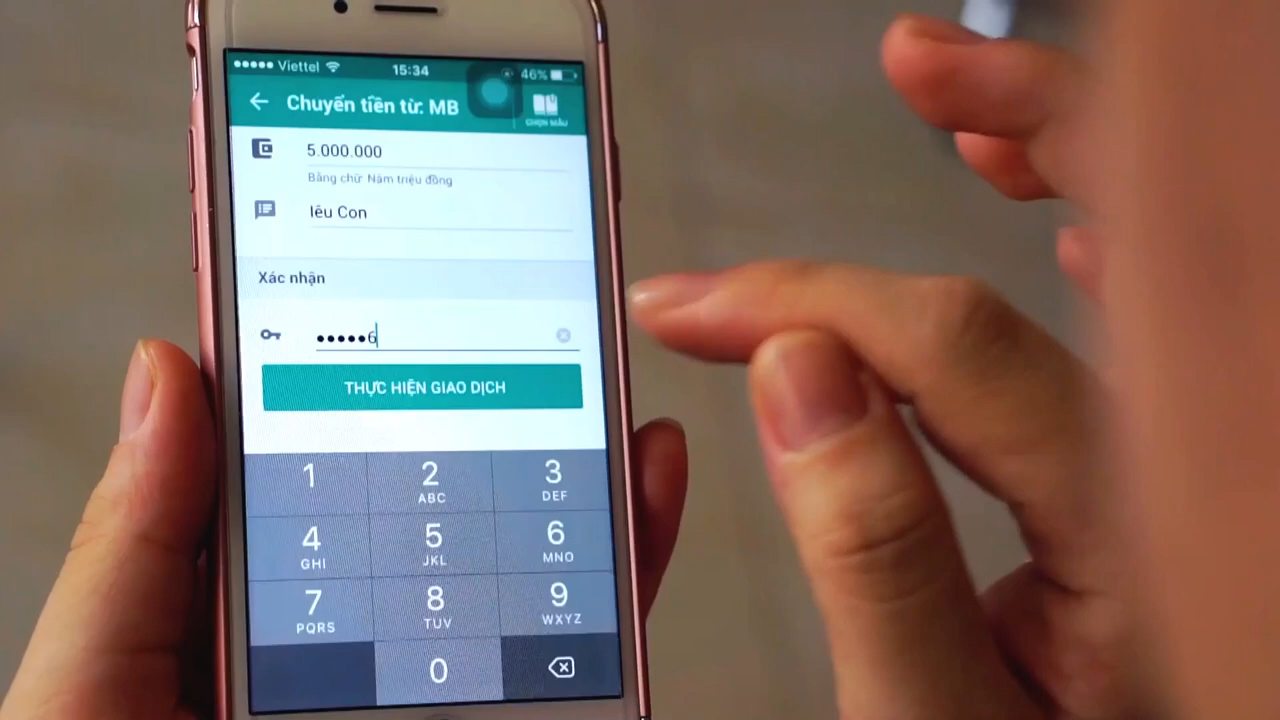 Viettel 15:34 46%
Chuyển tiền từ: MB
CHỌN MẪU
5.000.000
Bằng chữ: Năm triệu đồng
Iêu Con
Xác nhận
•••••6
THỰC HIỆN GIAO DỊCH
1 2 3
ABC DEF
4 5 6
GHI JKL MNO
7 8 9
PQRS TUV WXYZ
0